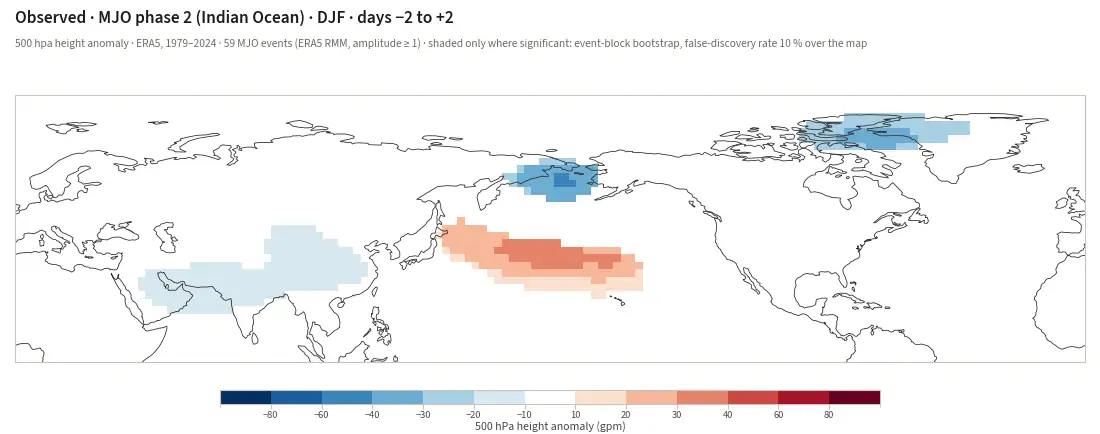 Observed · MJO phase 2 (Indian Ocean) · DJF · days −2 to +2
500 hpa height anomaly · ERA5, 1979–2024 · 59 MJO events (ERA5 RMM, amplitude ≥ 1) · shaded only where significant: event-block bootstrap, false-discovery rate 10 % over the map
−80 −60 −40 −30 −20 −10 10 20 30 40 60 80
500 hpa height anomaly (gpm)